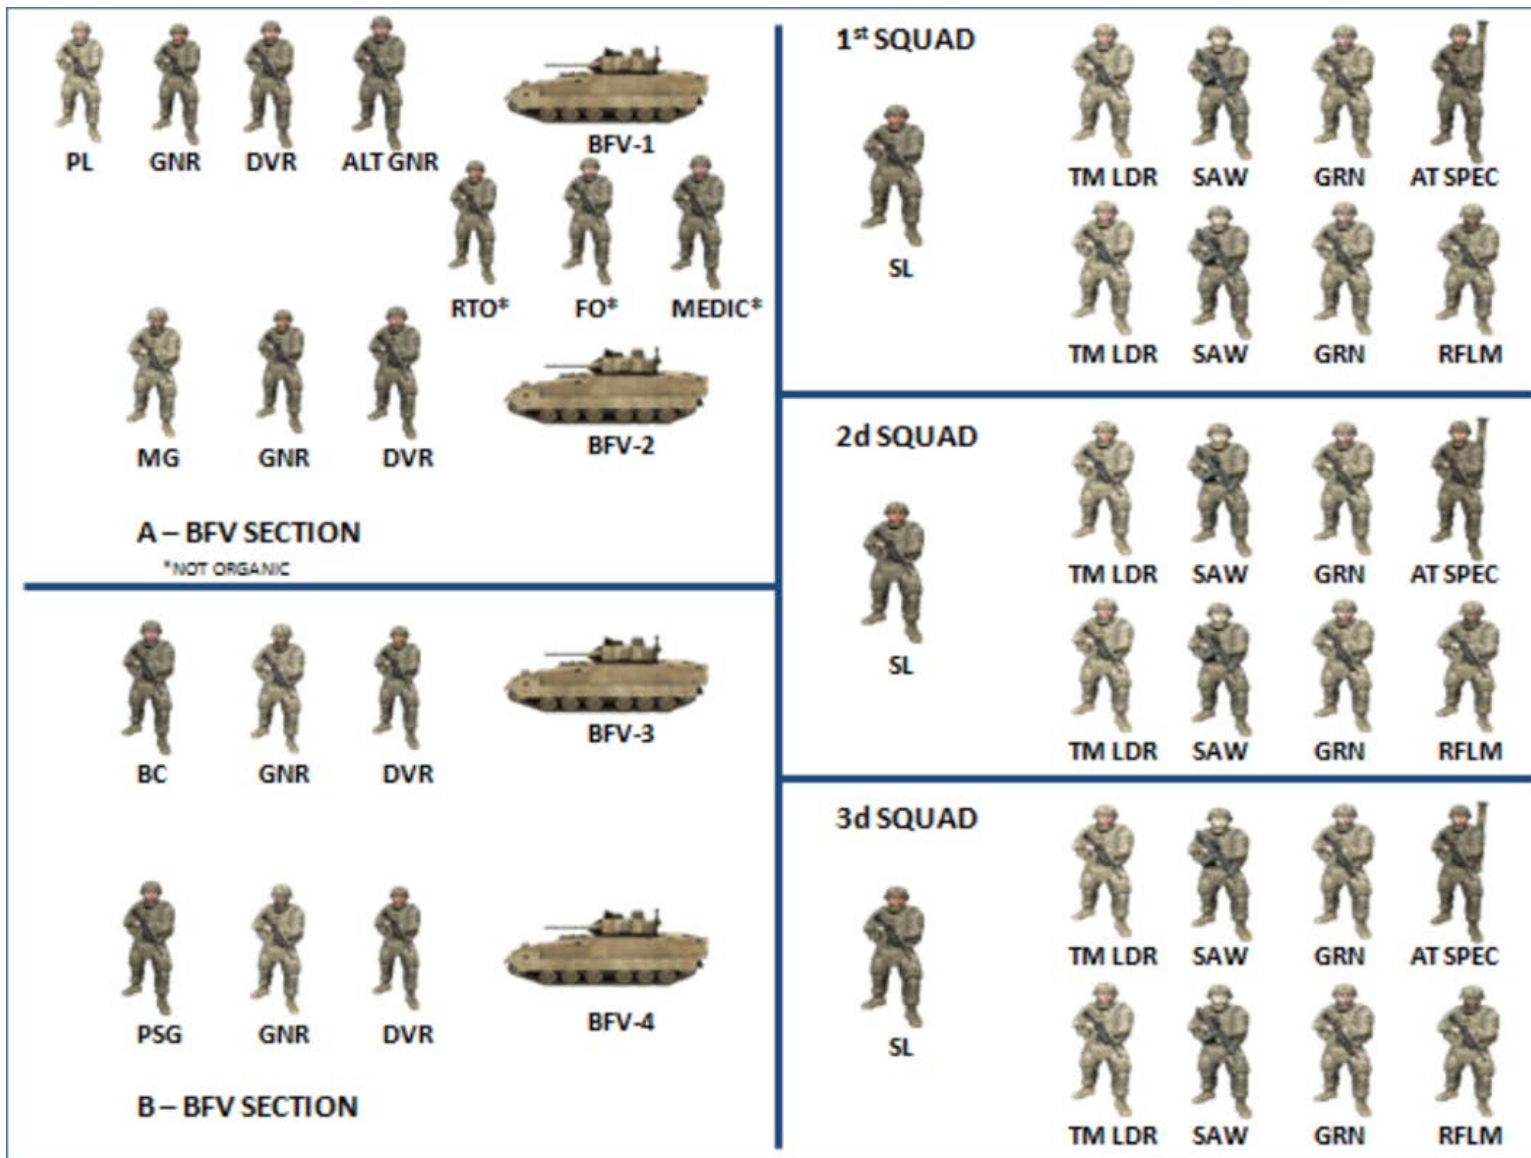 PL GNR DVR ALT GNR BFV-1
RTO* FO* MEDIC*
MG GNR DVR BFV-2
A – BFV SECTION
*NOT ORGANIC
BC GNR DVR BFV-3
PSG GNR DVR BFV-4
B – BFV SECTION
1st SQUAD
TM LDR SAW GRN AT SPEC
SL
TM LDR SAW GRN RFLM
2d SQUAD
TM LDR SAW GRN AT SPEC
SL
TM LDR SAW GRN RFLM
3d SQUAD
TM LDR SAW GRN AT SPEC
SL
TM LDR SAW GRN RFLM